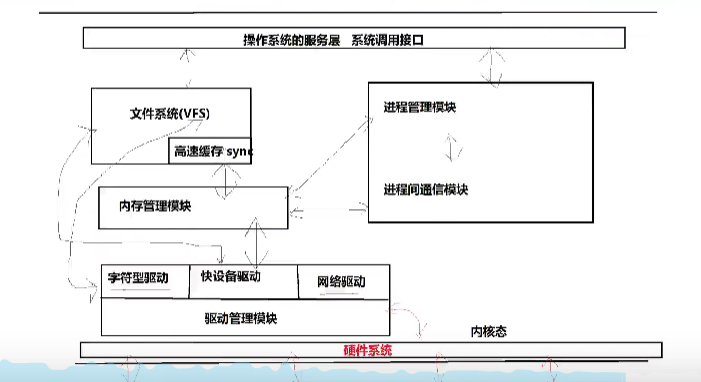 操作系统的服务层 系统调用接口
文件系统(VFS)
高速缓存 sync
进程管理模块
进程间通信模块
内存管理模块
字符型驱动
快设备驱动
网络驱动
驱动管理模块
内核态
硬件系统